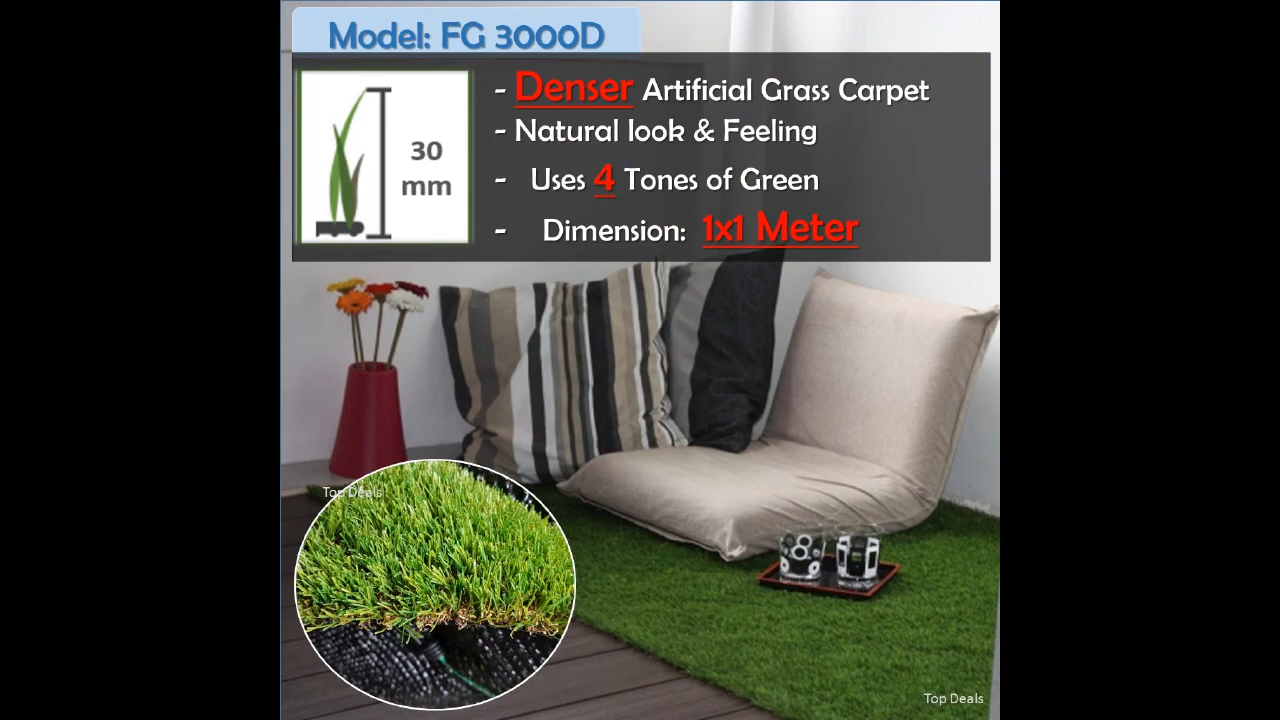 Model: FG 3000D
- Denser Artificial Grass Carpet
- Natural look & Feeling
- Uses 4 Tones of Green
- Dimension: 1x1 Meter
30
mm
Top Deals
Top Deals